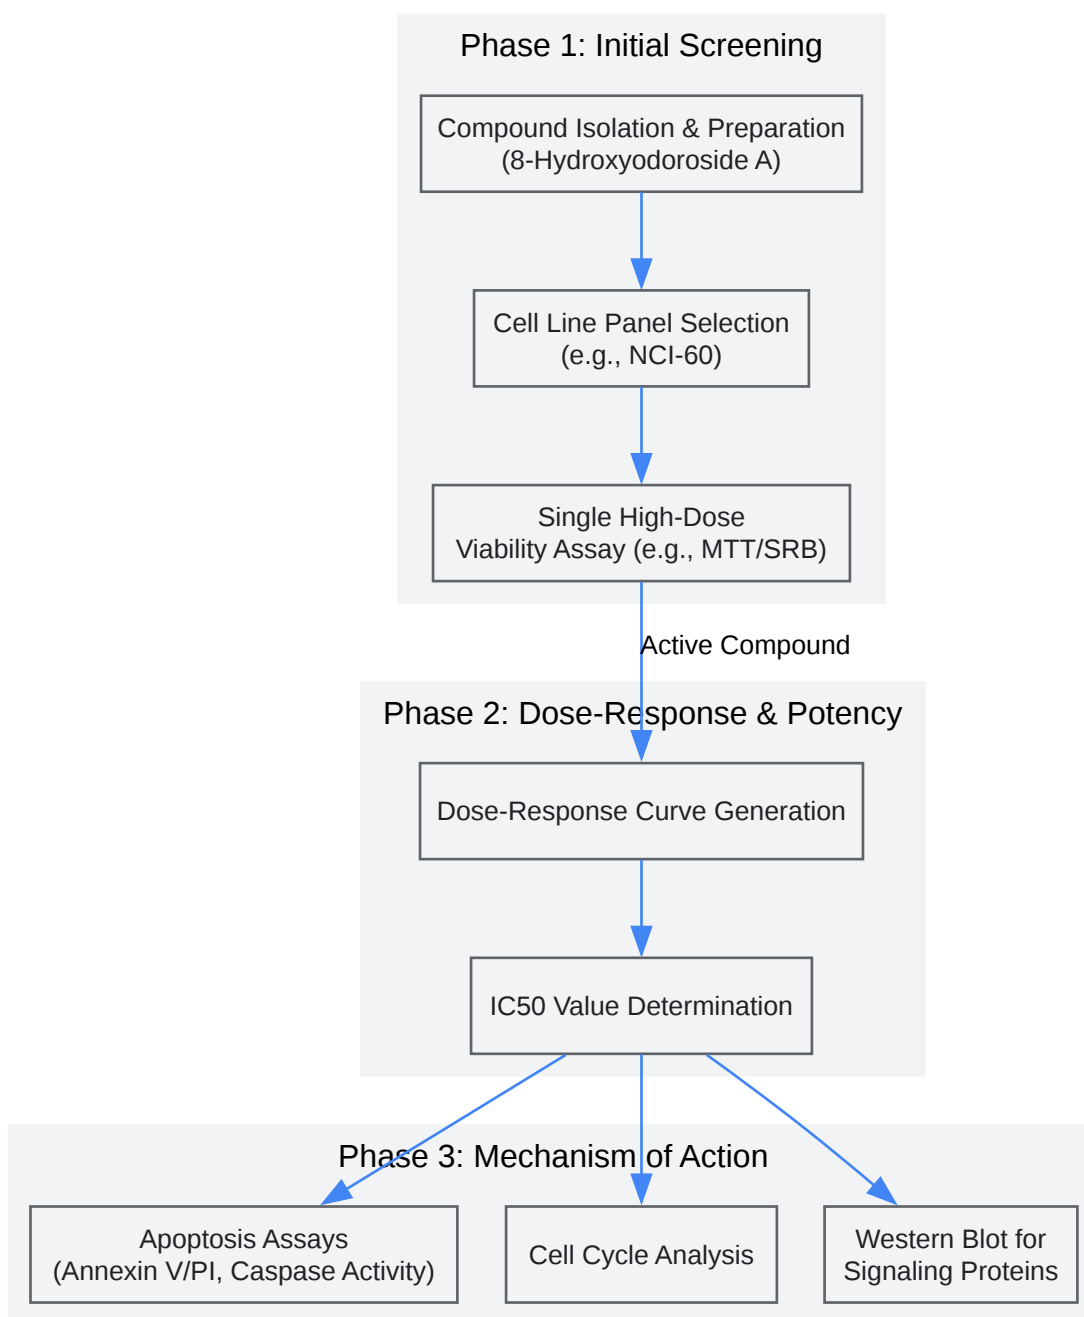 Phase 1: Initial Screening
Compound Isolation & Preparation
(8-Hydroxyodoroside A)
Cell Line Panel Selection
(e.g., NCI-60)
Single High-Dose
Viability Assay (e.g., MTT/SRB)
Active Compound
Phase 2: Dose-Response & Potency
Dose-Response Curve Generation
IC50 Value Determination
Phase 3: Mechanism of Action
Apoptosis Assays
(Annexin V/PI, Caspase Activity)
Cell Cycle Analysis
Western Blot for
Signaling Proteins